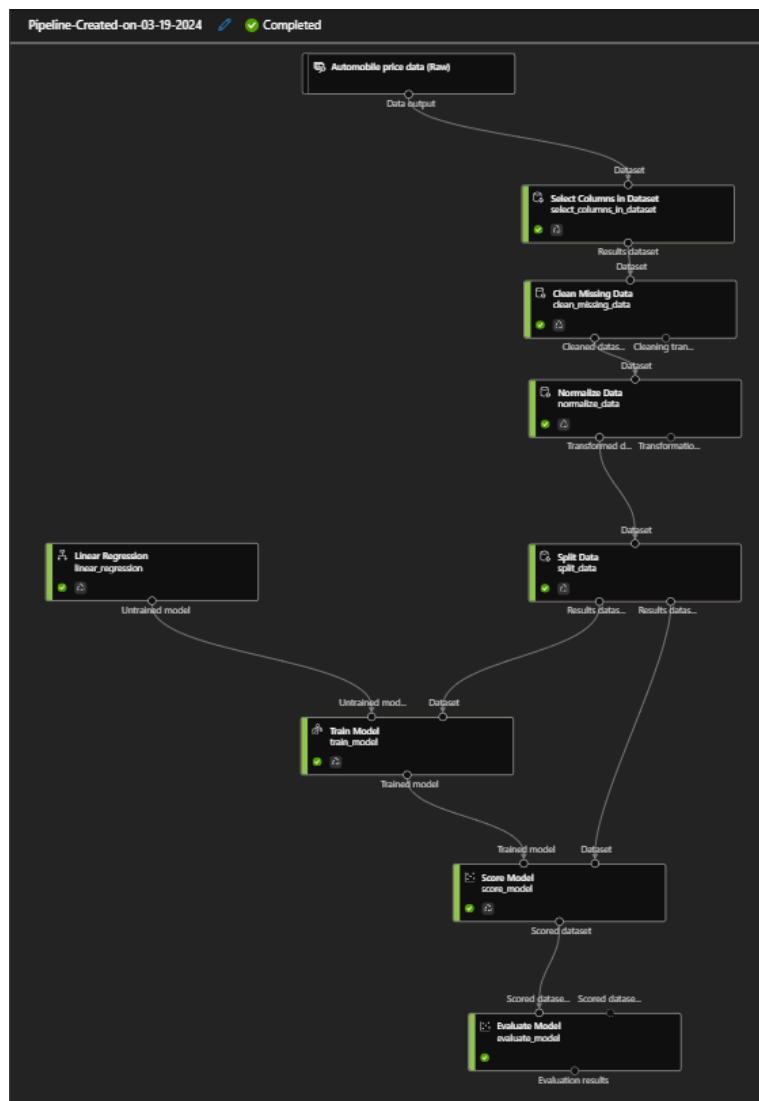 Pipeline-Created-on-03-19-2024 Completed
Automobile price data (Raw)
Data output
Dataset
Select Columns in Dataset
select_columns_in_dataset
Results dataset
Dataset
Clean Missing Data
clean_missing_data
Cleaned datas... Cleaning tran...
Dataset
Normalize Data
normalize_data
Transformed d... Transformatio...
Dataset
Linear Regression
linear_regression
Untrained model
Split Data
split_data
Results datas... Results datas...
Untrained mod... Dataset
Train Model
train_model
Trained model
Trained model Dataset
Score Model
score_model
Scored dataset
Scored datase... Scored datase...
Evaluate Model
evaluate_model
Evaluation results